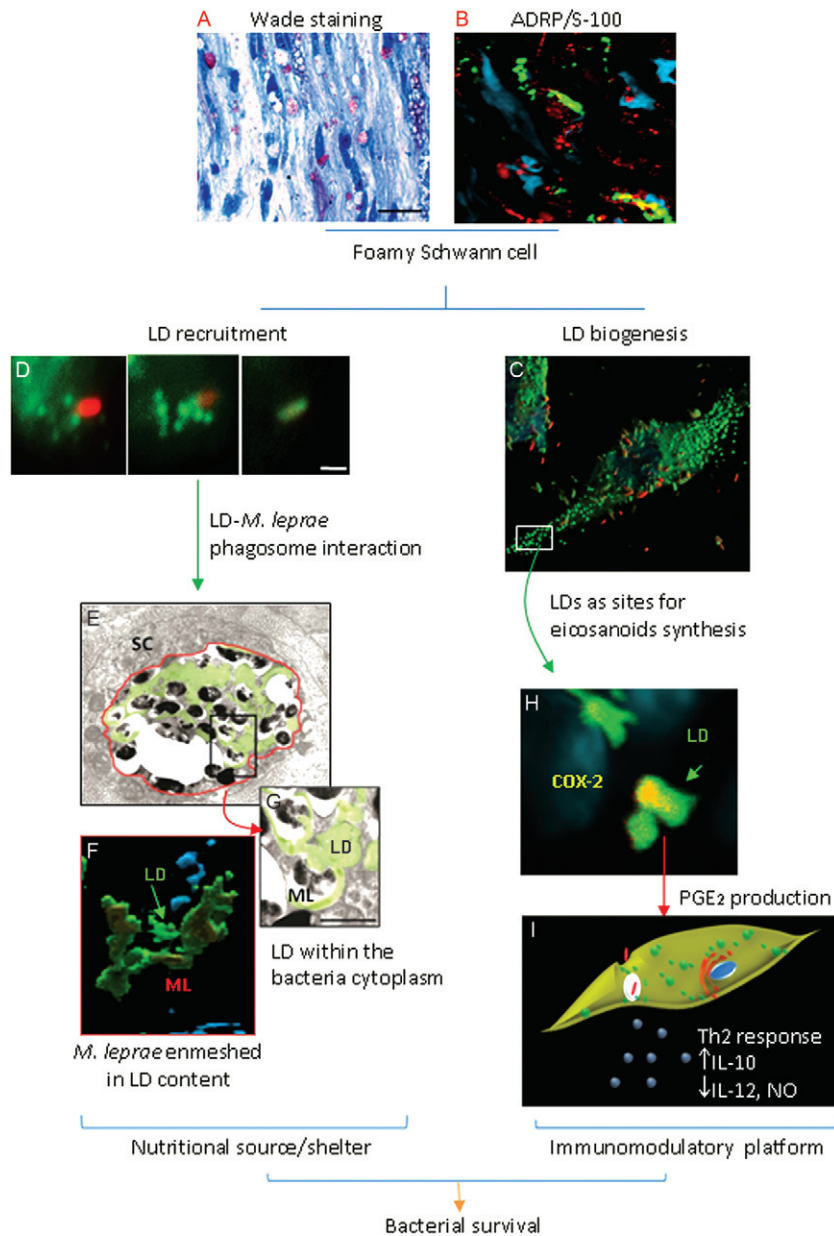 A Wade staining
B ADRP/S-100
Foamy Schwann cell
LD recruitment
LD biogenesis
D
C
LD-M. leprae
phagosome interaction
LDs as sites for
eicosanoids synthesis
E
SC
H
LD
COX-2
G
LD
ML
F
LD
ML
LD within the
bacteria cytoplasm
M. leprae enmeshed
in LD content
PGE2 production
I
Th2 response
↑IL-10
↓IL-12, NO
Nutritional source/shelter
Immunomodulatory platform
Bacterial survival